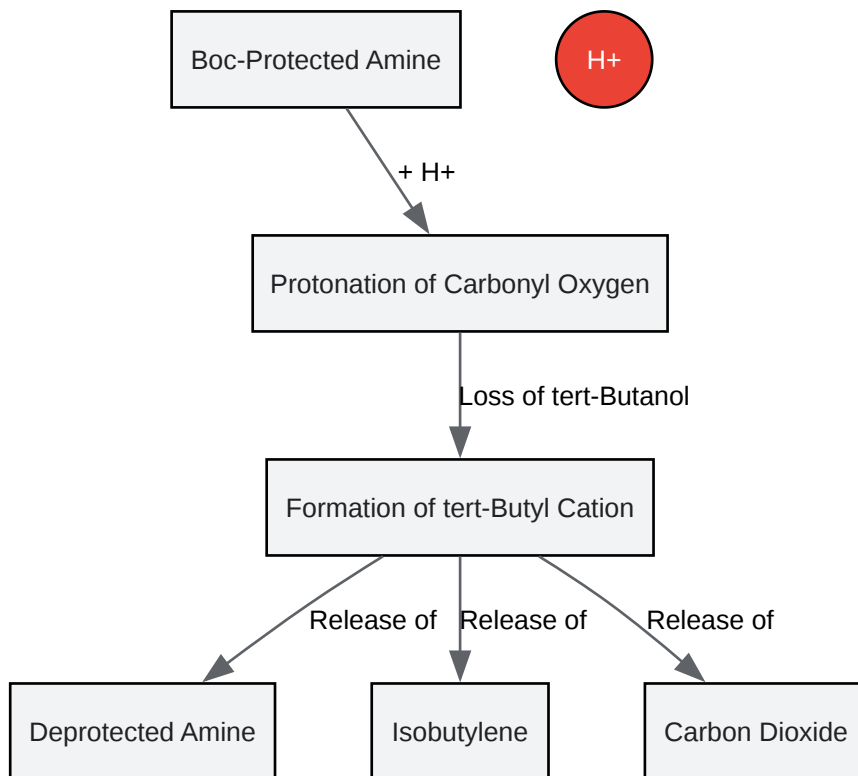 Boc-Protected Amine
H+
+ H+
Protonation of Carbonyl Oxygen
Loss of tert-Butanol
Formation of tert-Butyl Cation
Release of
Release of
Release of
Deprotected Amine
Isobutylene
Carbon Dioxide